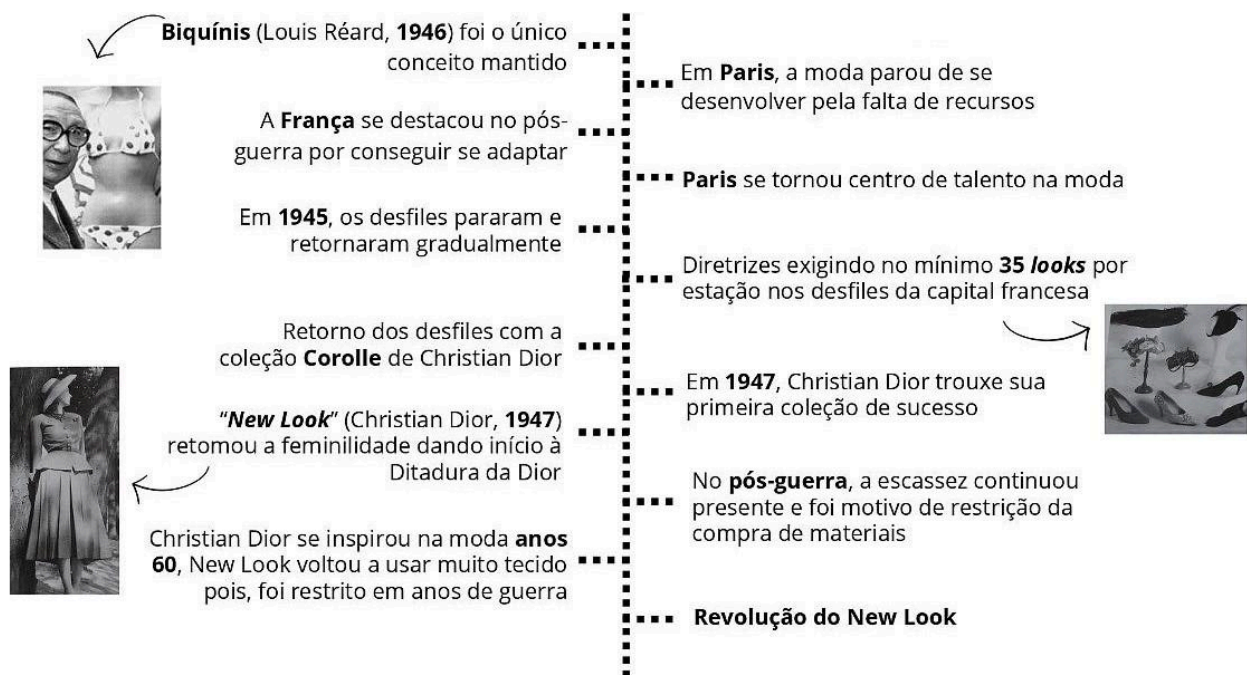 Biquínis (Louis Réard, 1946) foi o único
conceito mantido
Em Paris, a moda parou de se
desenvolver pela falta de recursos
A França se destacou no pós-
guerra por conseguir se adaptar
Paris se tornou centro de talento na moda
Em 1945, os desfiles pararam e
retornaram gradualmente
Diretrizes exigindo no mínimo 35 looks por
estação nos desfiles da capital francesa
Retorno dos desfiles com a
coleção Corolle de Christian Dior
Em 1947, Christian Dior trouxe sua
primeira coleção de sucesso
“New Look” (Christian Dior, 1947)
retomou a feminilidade dando início à
Ditadura da Dior
No pós-guerra, a escassez continuou
presente e foi motivo de restrição da
compra de materiais
Christian Dior se inspirou na moda anos
60, New Look voltou a usar muito tecido
pois, foi restrito em anos de guerra
Revolução do New Look